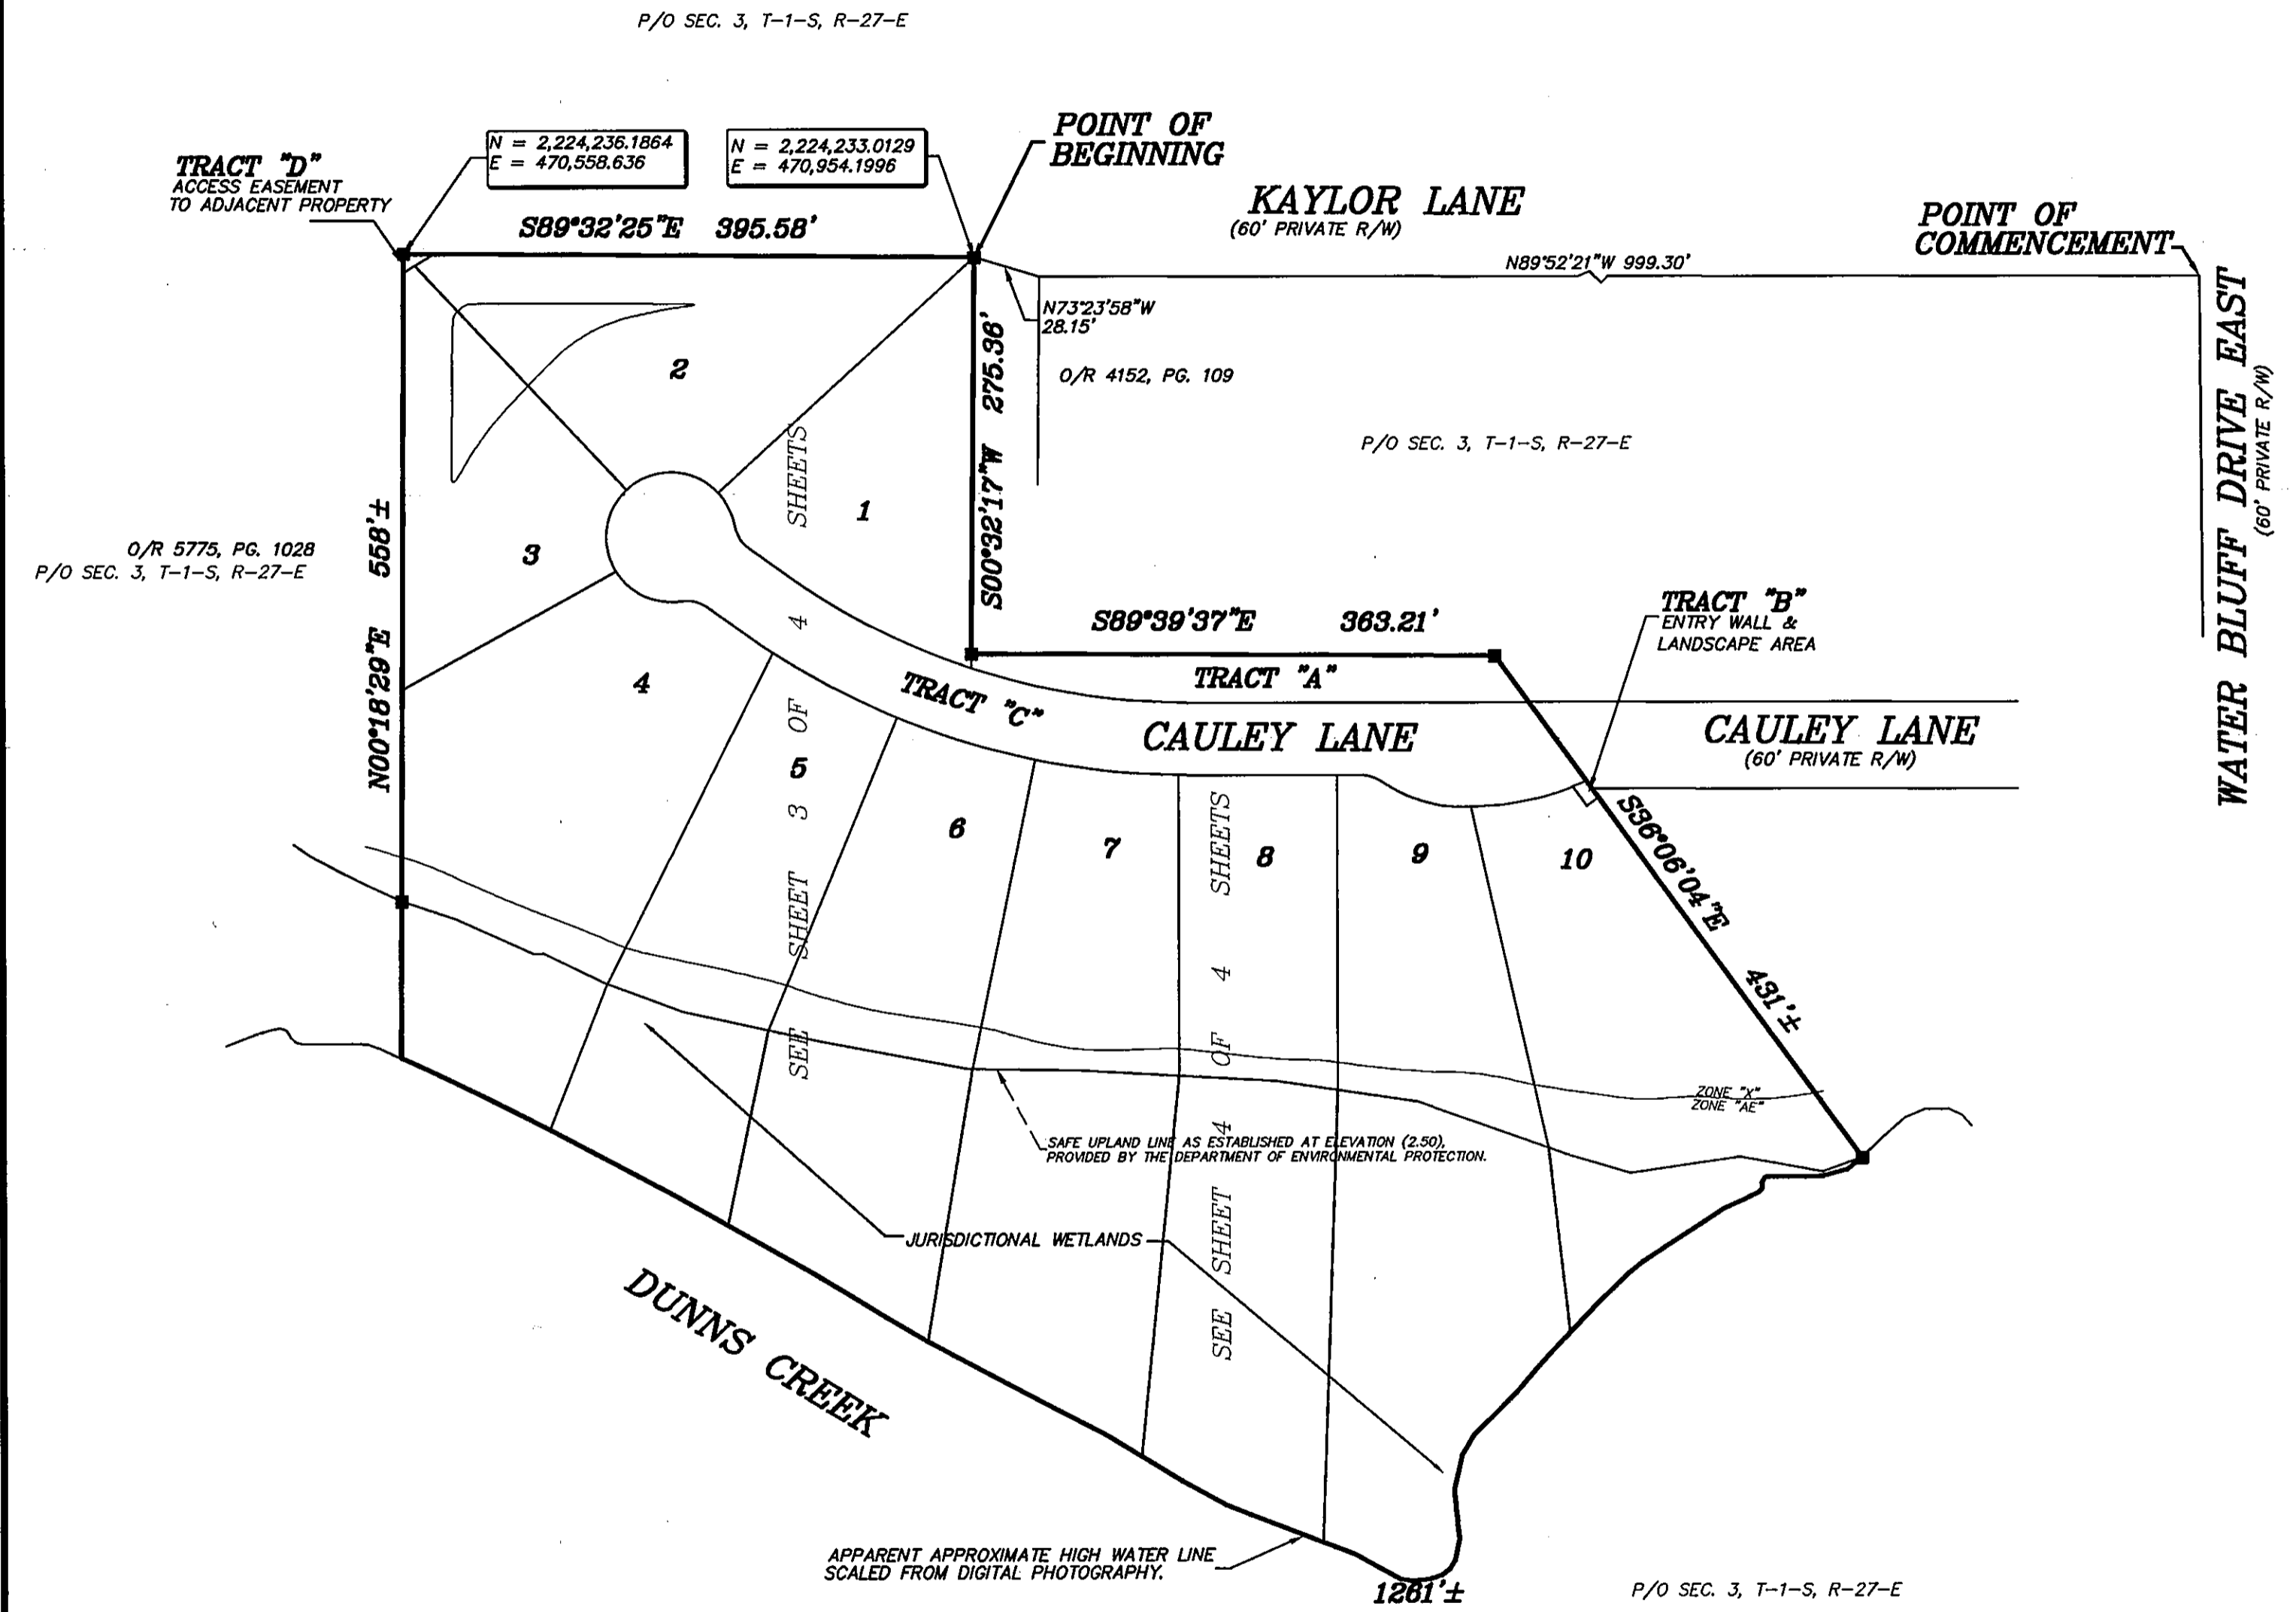 P/O SEC. 3, T-1-S, R-27-E
N = 2,224,236.1864
E = 470,558.636
N = 2,224,233.0129
E = 470,954.1996
POINT OF
BEGINNING
TRACT "D"
ACCESS EASEMENT
TO ADJACENT PROPERTY
KAYLOR LANE
(60' PRIVATE R/W)
POINT OF
COMMENCEMENT
S89°32'25"E 395.58'
N89°52'21"W 999.30'
N73°23'58"W
28.15'
WATER BLUFF DRIVE EAST
(60' PRIVATE R/W)
2
S00°32'17"W 275.36'
O/R 4152, PG. 109
P/O SEC. 3, T-1-S, R-27-E
1
3
O/R 5775, PG. 1028
P/O SEC. 3, T-1-S, R-27-E
N00°18'29"E 558'±
S89°39'37"E 363.21'
TRACT "B"
ENTRY WALL &
LANDSCAPE AREA
4
TRACT "C"
TRACT "A"
CAULEY LANE
CAULEY LANE
(60' PRIVATE R/W)
SEE SHEET 3 OF 4 SHEETS
5
6
7
SEE SHEET 4 OF 4 SHEETS
8
9
10
S36°06'04"E 431'±
ZONE "X"
ZONE "AE"
SAFE UPLAND LINE AS ESTABLISHED AT ELEVATION (2.50),
PROVIDED BY THE DEPARTMENT OF ENVIRONMENTAL PROTECTION.
JURISDICTIONAL WETLANDS
DUNNS CREEK
APPARENT APPROXIMATE HIGH WATER LINE
SCALED FROM DIGITAL PHOTOGRAPHY.
1261'±
P/O SEC. 3, T-1-S, R-27-E